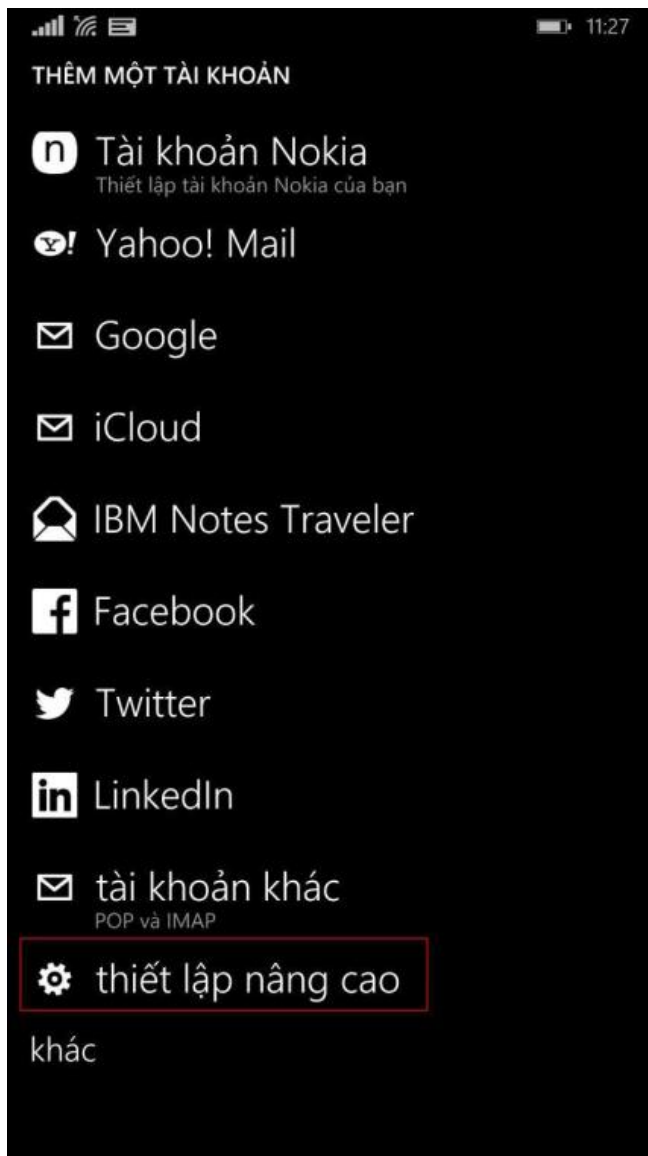 11:27
THÊM MỘT TÀI KHOẢN
n Tài khoản Nokia
Thiết lập tài khoản Nokia của bạn
Y! Yahoo! Mail
Google
iCloud
IBM Notes Traveler
f Facebook
Twitter
in LinkedIn
tài khoản khác
POP và IMAP
thiết lập nâng cao
khác